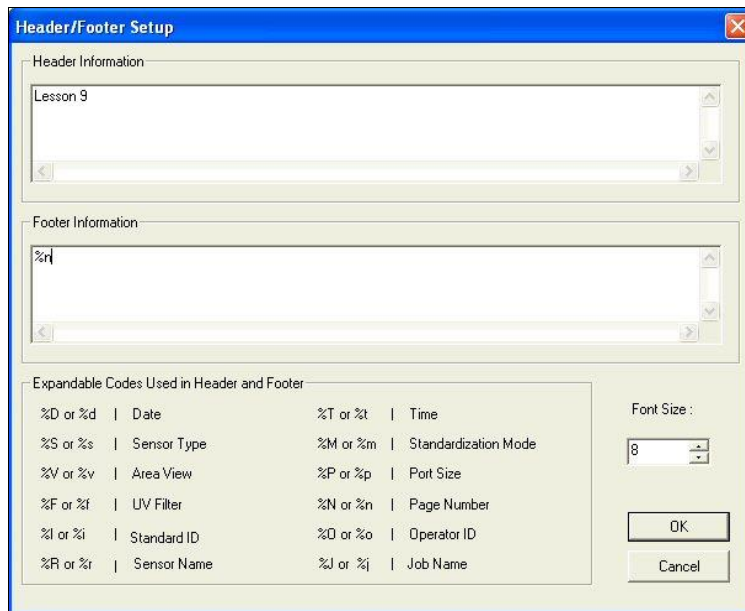 Header/Footer Setup
Header Information
Lesson 9
Footer Information
%n
Expandable Codes Used in Header and Footer
%D or %d | Date %T or %t | Time
%S or %s | Sensor Type %M or %m | Standardization Mode
%V or %v | Area View %P or %p | Port Size
%F or %f | UV Filter %N or %n | Page Number
%I or %i | Standard ID %O or %o | Operator ID
%R or %r | Sensor Name %J or %j | Job Name
Font Size :
8
OK
Cancel